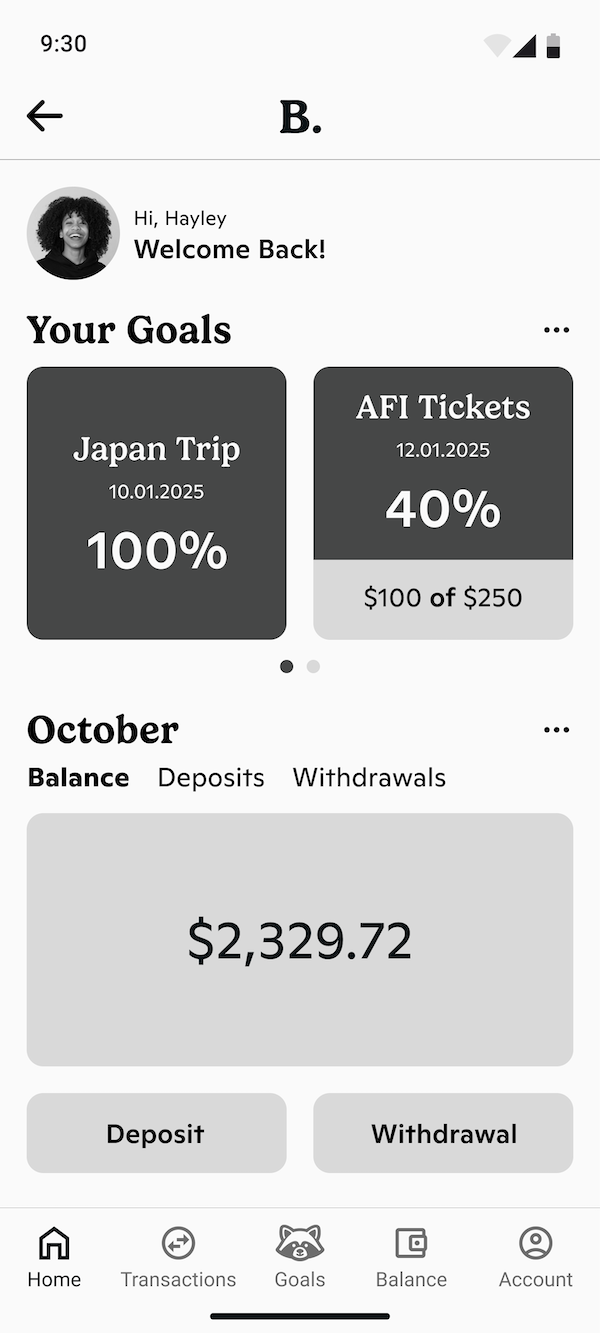 9:30
B.
Hi, Hayley
Welcome Back!
Your Goals
Japan Trip
10.01.2025
100%
AFI Tickets
12.01.2025
40%
$100 of $250
October
Balance Deposits Withdrawals
$2,329.72
Deposit Withdrawal
Home Transactions Goals Balance Account